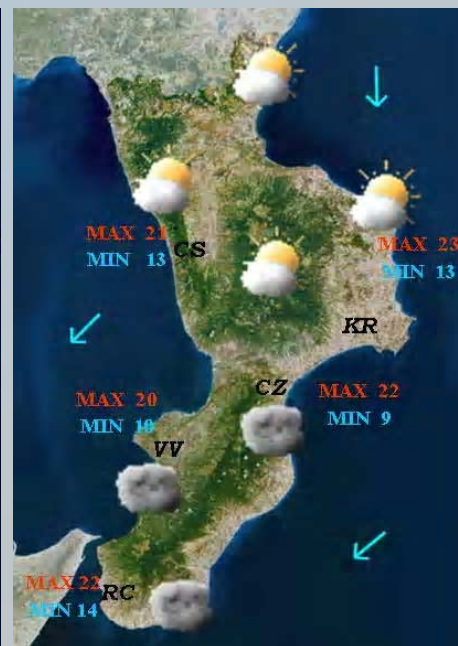 MAX 21
CS
MIN 13
MAX 23
MIN 13
KR
CZ
MAX 20
MAX 22
MIN 10
MIN 9
VV
MAX 22
RC
MIN 14